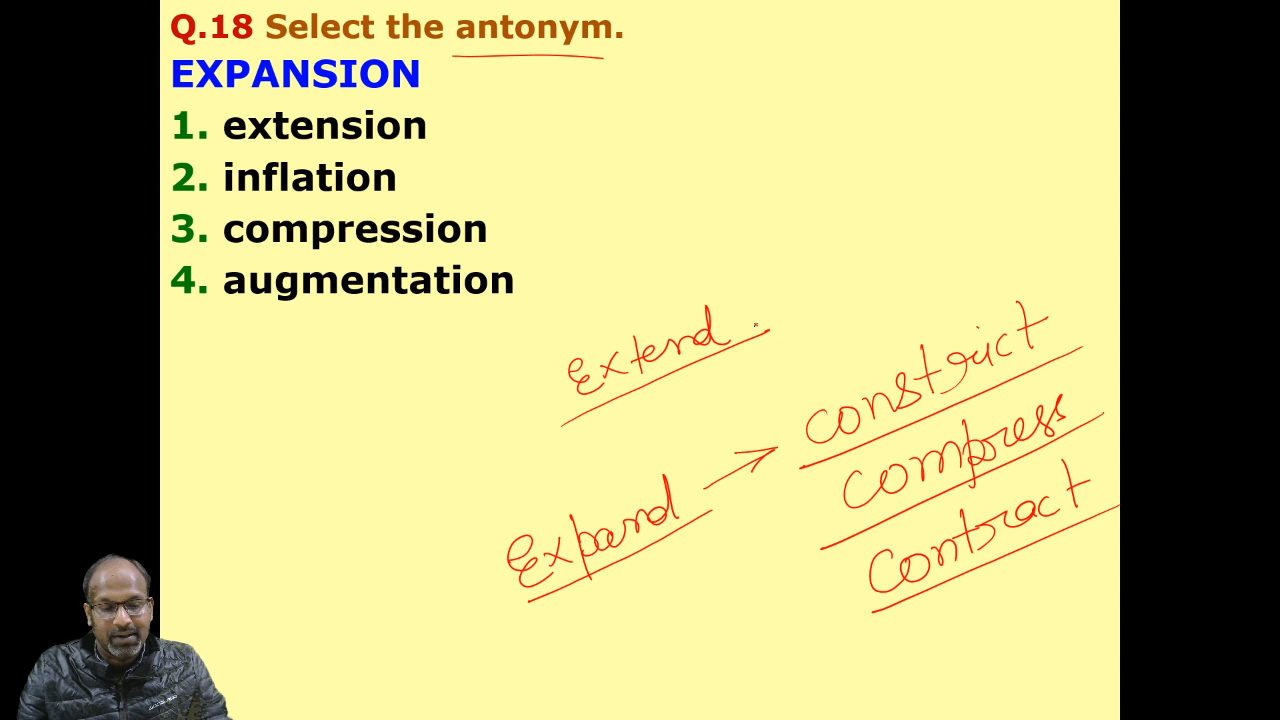 Q.18 Select the antonym.
EXPANSION
1. extension
2. inflation
3. compression
4. augmentation
Extend
Expand → constrict
compress
contract